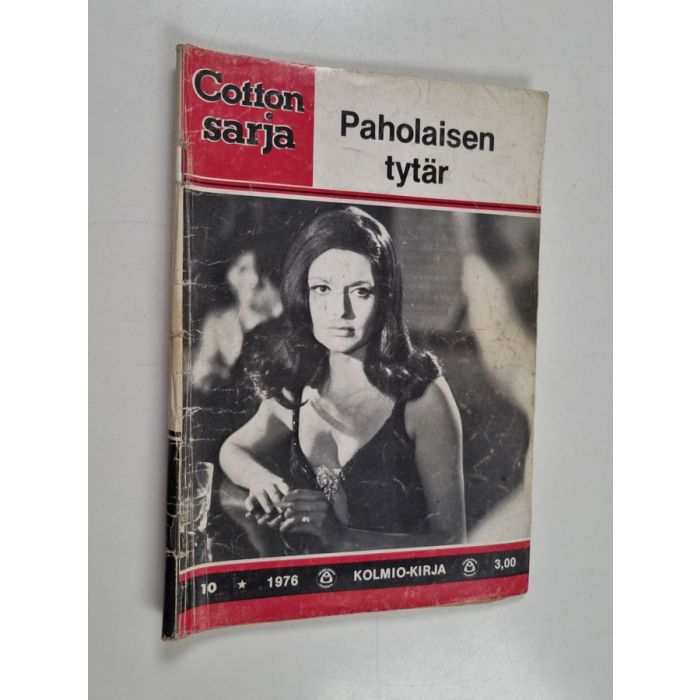 Cotton
sarja
Paholaisen
tytär
10 ★ 1976 KOLMIO-KIRJA 3,00